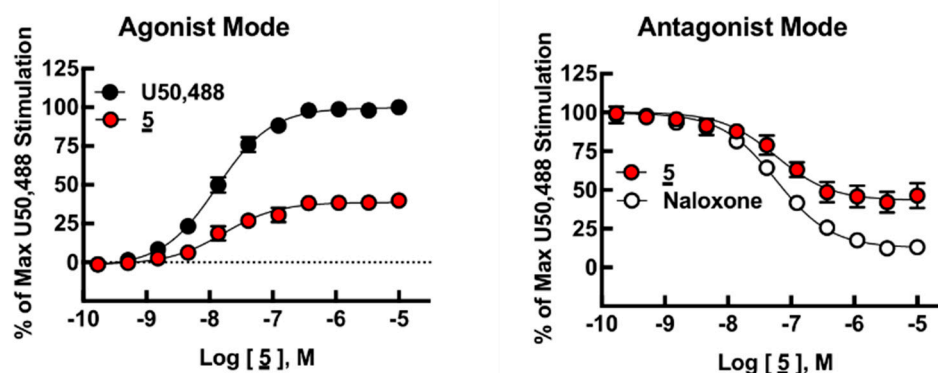 Agonist Mode
% of Max U50,488 Stimulation
125
100
75
50
25
0
U50,488
5
-10 -9 -8 -7 -6 -5
Log [ 5 ], M
Antagonist Mode
% of Max U50,488 Stimulation
125
100
75
50
25
0
5
Naloxone
-10 -9 -8 -7 -6 -5
Log [ 5 ], M